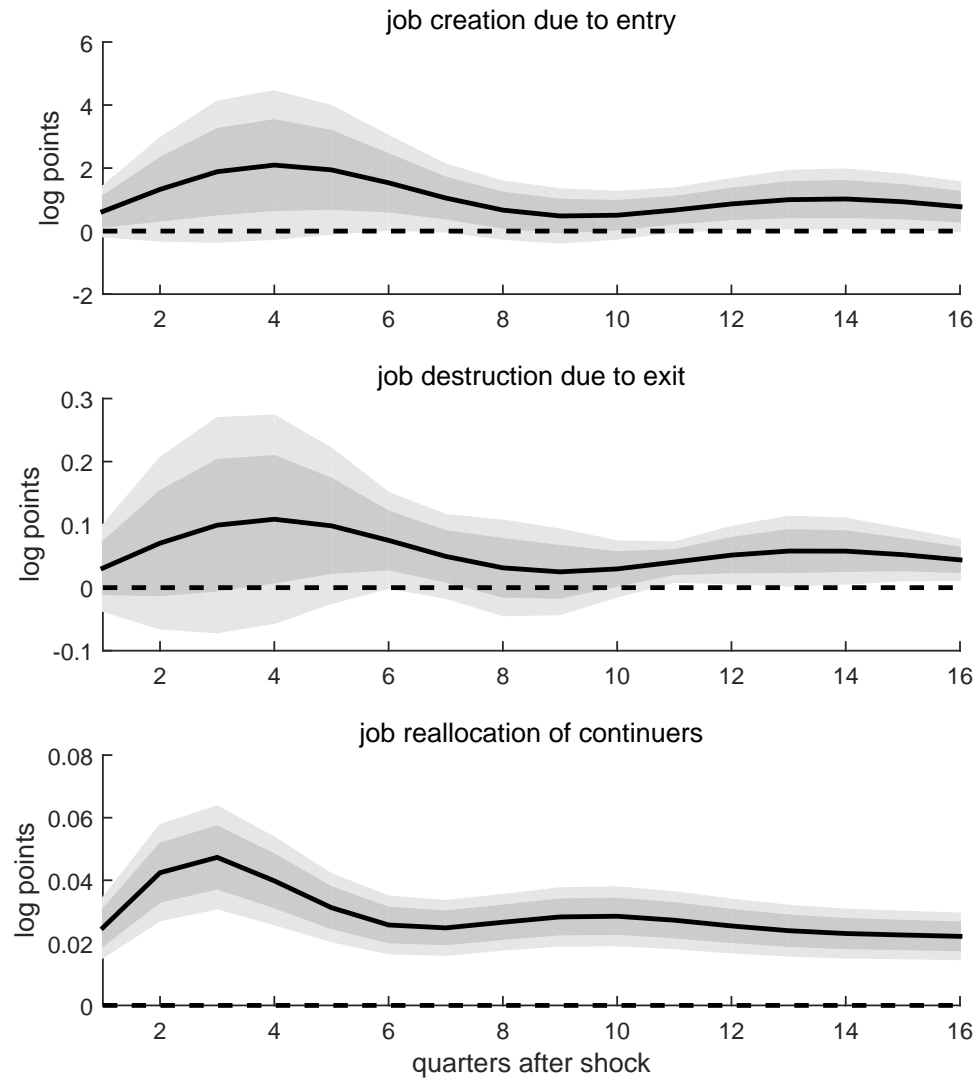 job creation due to entry
6
4
2
0
-2
log points
2 4 6 8 10 12 14 16
job destruction due to exit
0.3
0.2
0.1
0
-0.1
log points
2 4 6 8 10 12 14 16
job reallocation of continuers
0.08
0.06
0.04
0.02
0
log points
2 4 6 8 10 12 14 16
quarters after shock